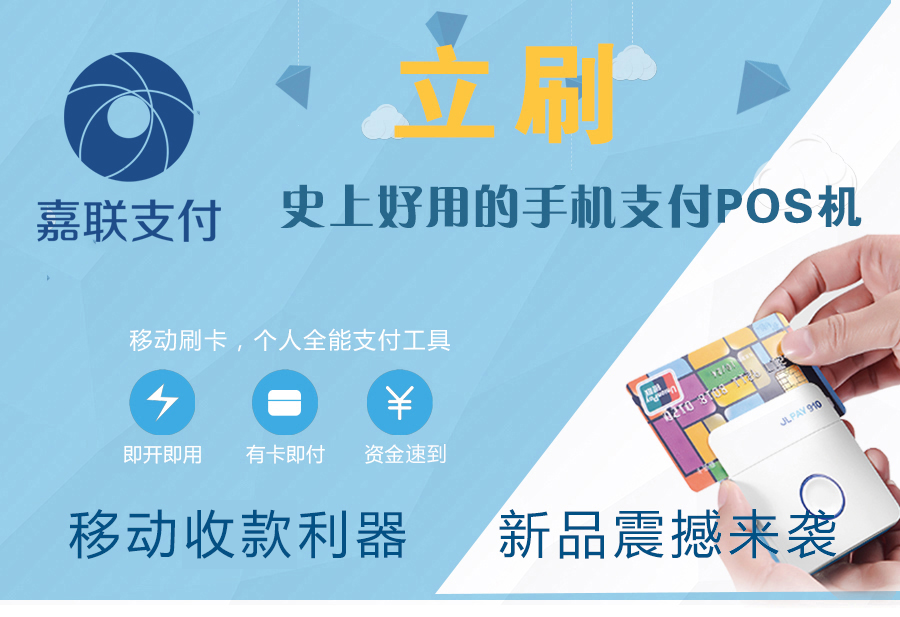 立刷
嘉联支付
史上好用的手机支付POS机
移动刷卡，个人全能支付工具
¥
即开即用
有卡即付
资金速到
JLPAY 910
移动收款利器
新品震撼来袭